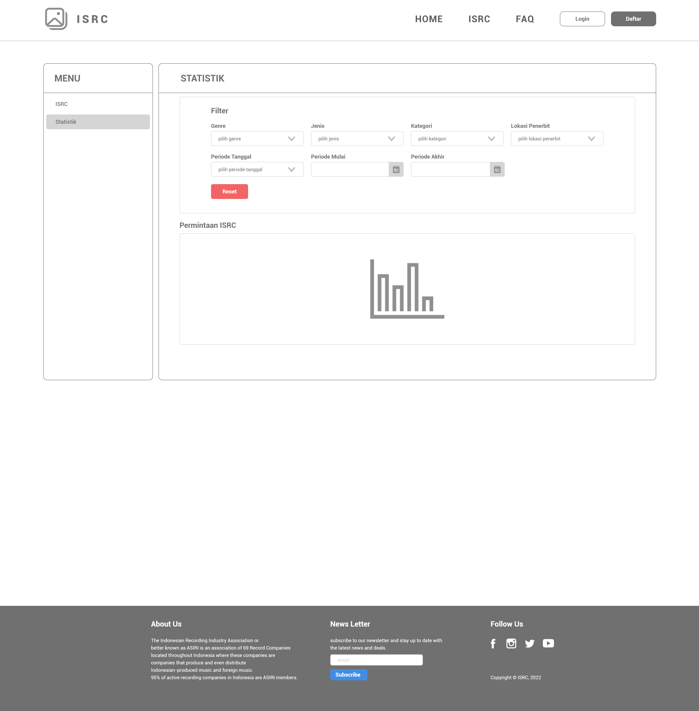 ISRC
HOME ISRC FAQ Login Daftar
MENU
ISRC
Statistik
STATISTIK
Filter
Genre Jenis Kategori Lokasi Penerbit
pilih genre pilih jenis pilih kategori pilih lokasi penerbit
Periode Tanggal Periode Mulai Periode Akhir
pilih periode tanggal
Reset
Permintaan ISRC
About Us
The Indonesian Recording Industry Association or
better known as ASIRI is an association of 69 Record Companies
located throughout Indonesia where these companies are
companies that produce and even distribute
Indonesian-produced music and foreign music.
95% of active recording companies in Indonesia are ASIRI members.
News Letter
subscribe to our newsletter and stay up to date with
the latest news and deals.
email
Subscribe
Follow Us
Copyright © ISRC, 2022